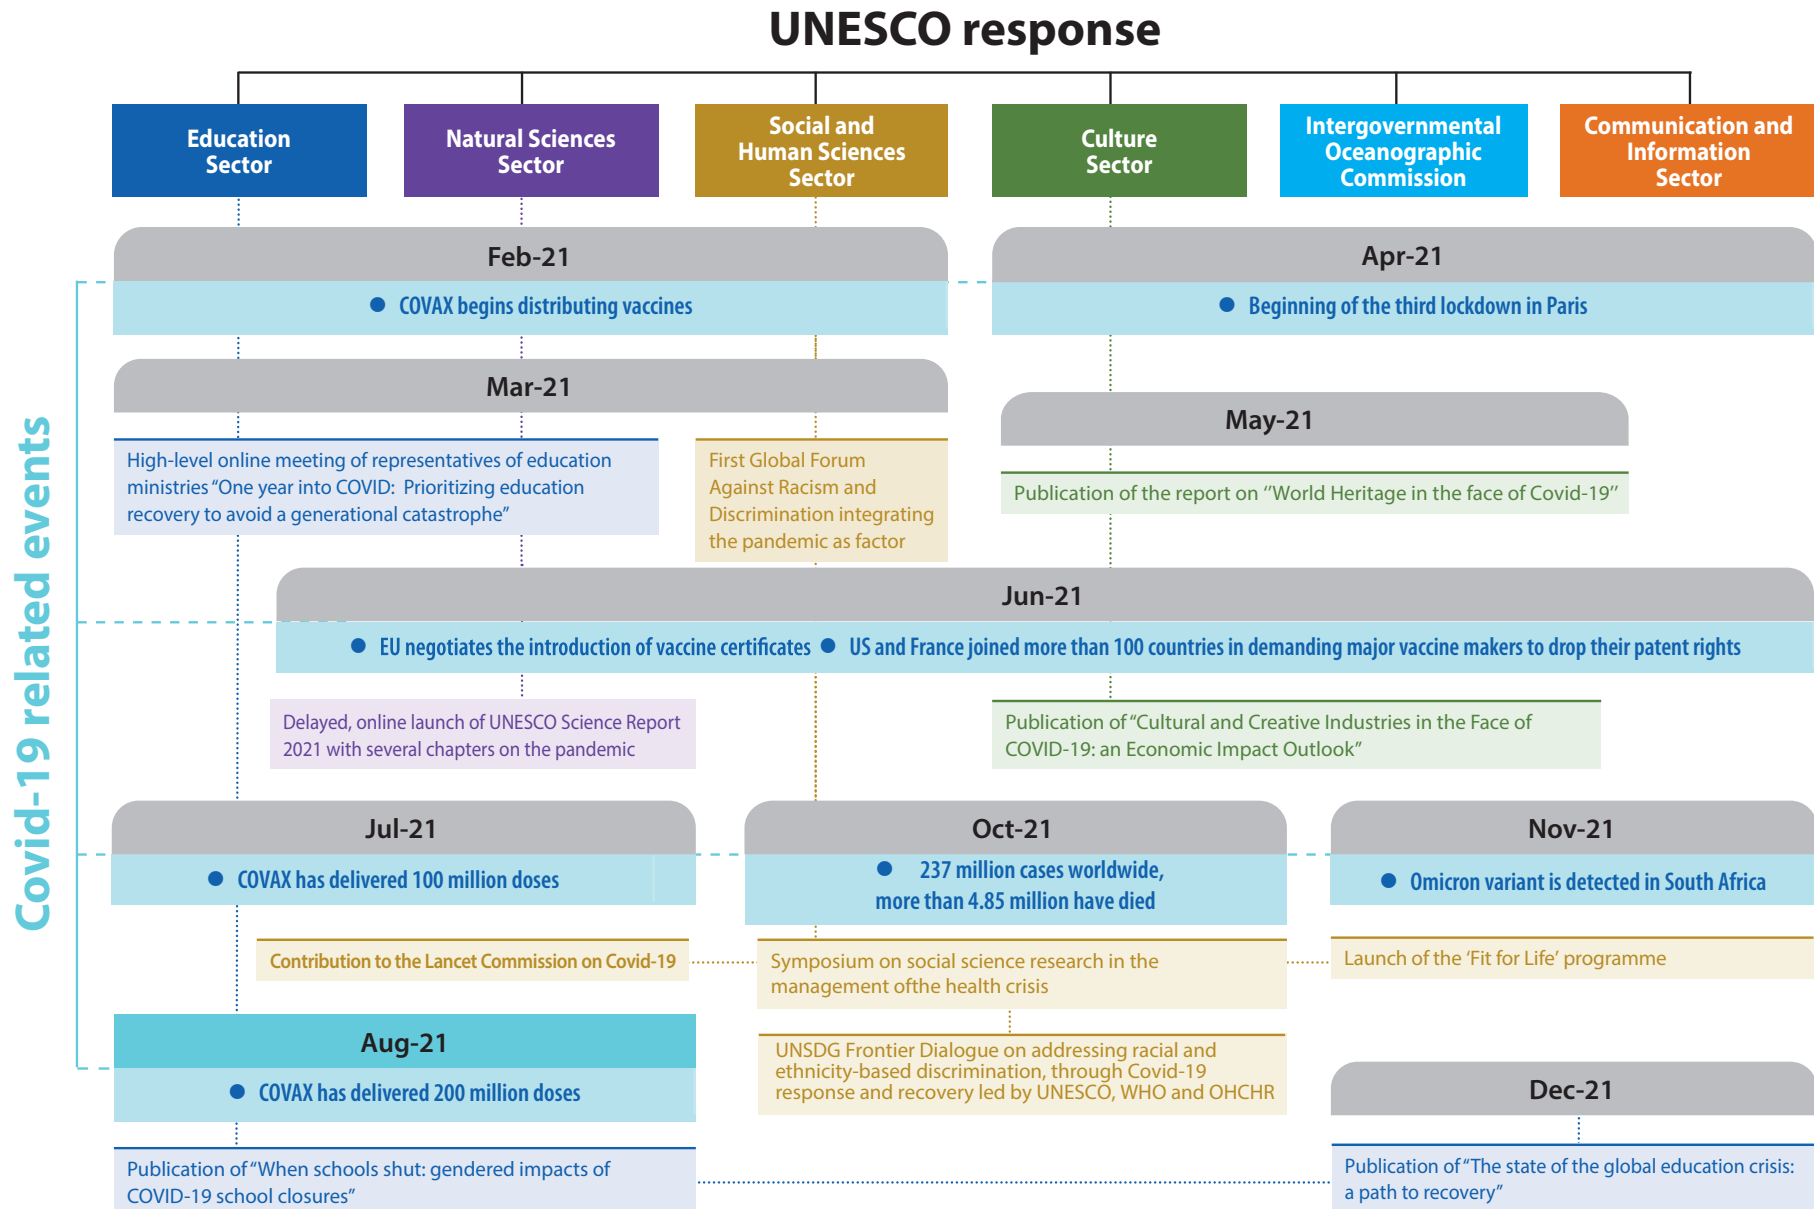 UNESCO response
Education
Sector
Natural Sciences
Sector
Social and
Human Sciences
Sector
Culture
Sector
Intergovernmental
Oceanographic
Commission
Communication and
Information
Sector
Covid-19 related events
Feb-21
● COVAX begins distributing vaccines
Apr-21
● Beginning of the third lockdown in Paris
Mar-21
High-level online meeting of representatives of education
ministries “One year into COVID: Prioritizing education
recovery to avoid a generational catastrophe”
First Global Forum
Against Racism and
Discrimination integrating
the pandemic as factor
May-21
Publication of the report on ‘’World Heritage in the face of Covid-19’’
Jun-21
● EU negotiates the introduction of vaccine certificates ● US and France joined more than 100 countries in demanding major vaccine makers to drop their patent rights
Delayed, online launch of UNESCO Science Report
2021 with several chapters on the pandemic
Publication of “Cultural and Creative Industries in the Face of
COVID-19: an Economic Impact Outlook”
Jul-21
● COVAX has delivered 100 million doses
Oct-21
● 237 million cases worldwide,
more than 4.85 million have died
Nov-21
● Omicron variant is detected in South Africa
Contribution to the Lancet Commission on Covid-19
Symposium on social science research in the
management ofthe health crisis
Launch of the ‘Fit for Life’ programme
Aug-21
● COVAX has delivered 200 million doses
UNSDG Frontier Dialogue on addressing racial and
ethnicity-based discrimination, through Covid-19
response and recovery led by UNESCO, WHO and OHCHR
Dec-21
Publication of “When schools shut: gendered impacts of
COVID-19 school closures”
Publication of “The state of the global education crisis:
a path to recovery”